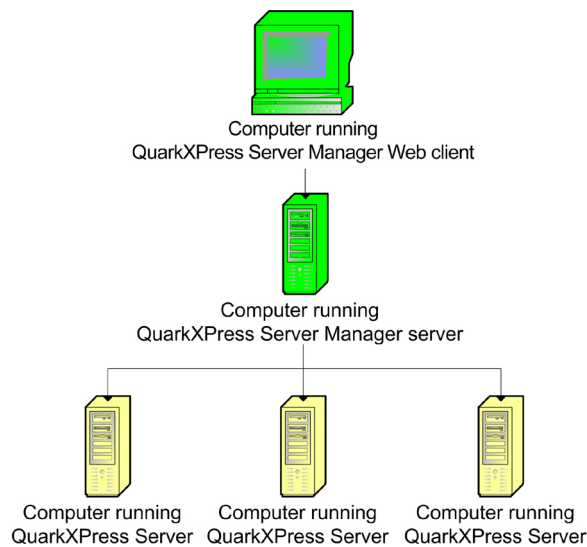 Computer running
QuarkXPress Server Manager Web client
Computer running
QuarkXPress Server Manager server
Computer running
QuarkXPress Server
Computer running
QuarkXPress Server
Computer running
QuarkXPress Server